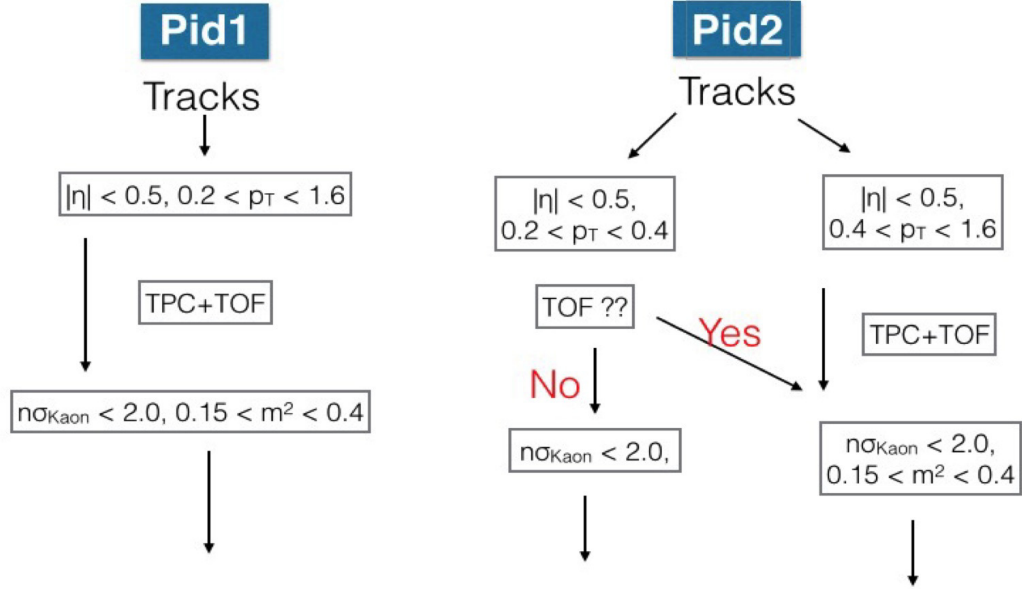 Pid1
Tracks
|η| < 0.5, 0.2 < pT < 1.6
TPC+TOF
nσKaon < 2.0, 0.15 < m² < 0.4
Pid2
Tracks
|η| < 0.5,
0.2 < pT < 0.4
TOF ??
No
Yes
nσKaon < 2.0,
|η| < 0.5,
0.4 < pT < 1.6
TPC+TOF
nσKaon < 2.0,
0.15 < m² < 0.4